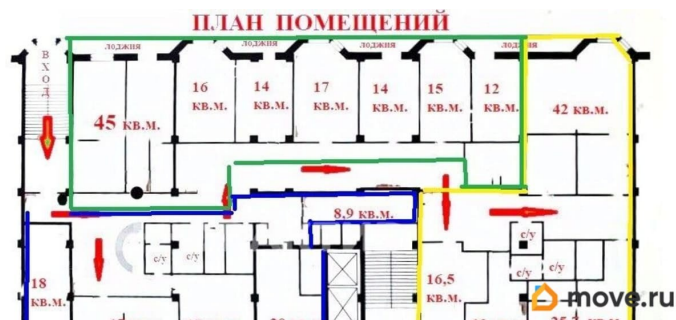 ПЛАН ПОМЕЩЕНИЙ
лоджия
лоджия
лоджия
лоджия
ВХОД
16
кв.м.
14
кв.м.
17
кв.м.
14
кв.м.
15
кв.м.
12
кв.м.
42 кв.м.
45 кв.м.
8,9 кв.м.
с/у
с/у
с/у
с/у
с/у
18
кв.м.
16,5
кв.м.
move.ru